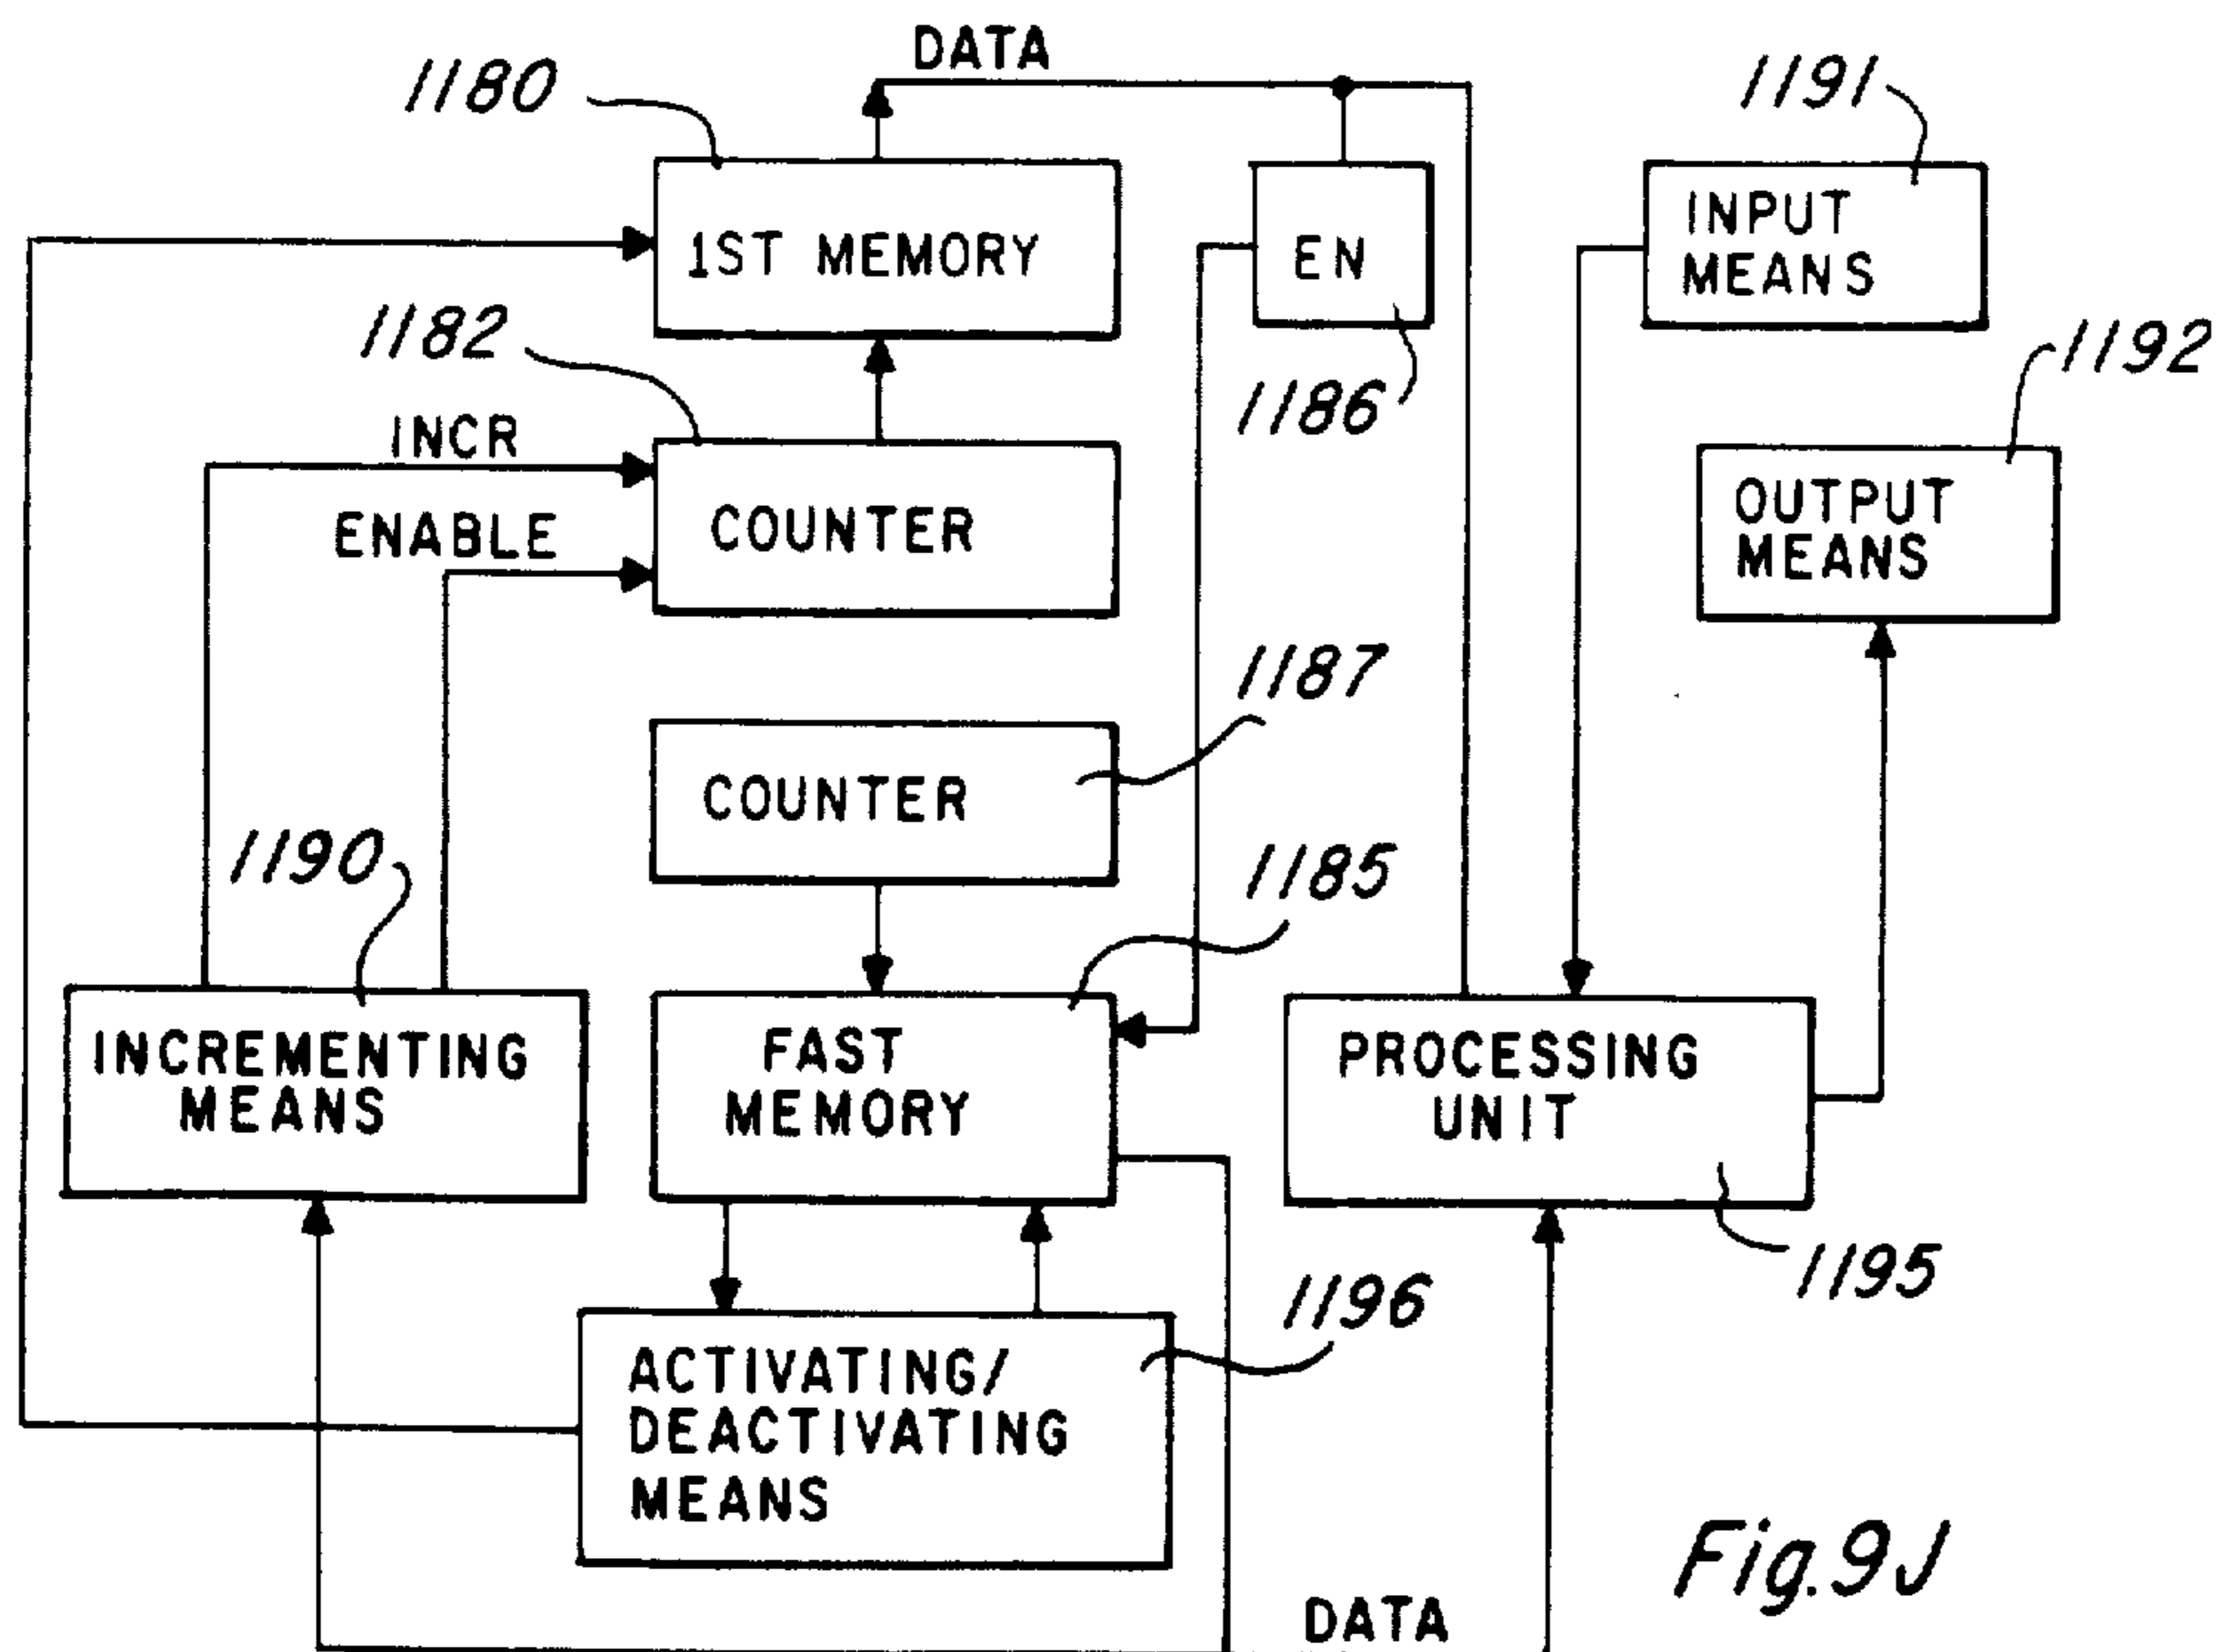 DATA
1180
1191
1ST MEMORY
EN
INPUT
MEANS
1182
1186
1192
INCR
ENABLE
COUNTER
OUTPUT
MEANS
1187
COUNTER
1190
1185
INCREMENTING
MEANS
FAST
MEMORY
PROCESSING
UNIT
1195
1196
ACTIVATING/
DEACTIVATING
MEANS
DATA
Fig.9J